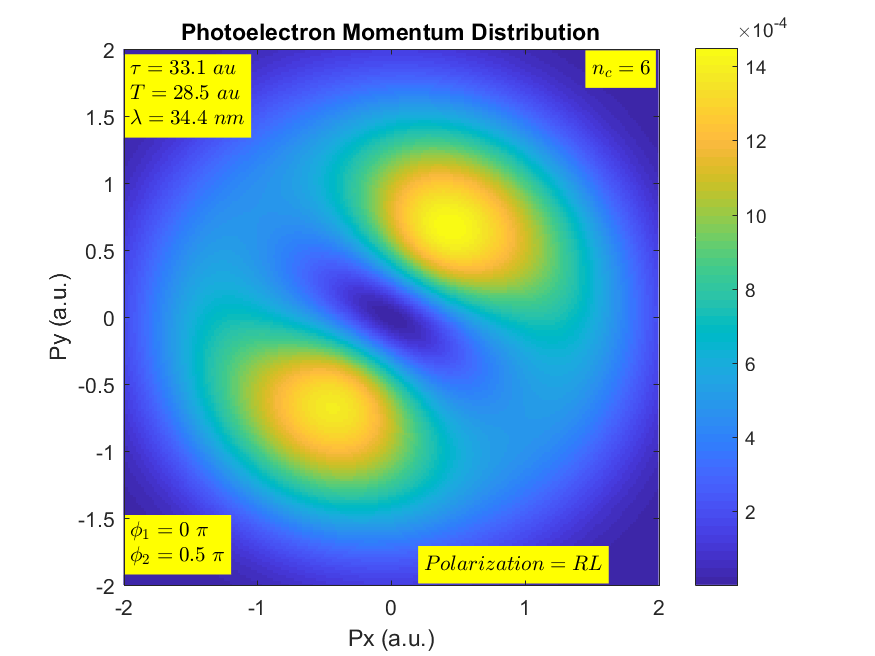 Photoelectron Momentum Distribution
×10⁻⁴
τ = 33.1 au
T = 28.5 au
λ = 34.4 nm
n_c = 6
ϕ₁ = 0 π
ϕ₂ = 0.5 π
Polarization = RL
2
1.5
1
0.5
0
-0.5
-1
-1.5
-2
Py (a.u.)
-2
-1
0
1
2
Px (a.u.)
14
12
10
8
6
4
2